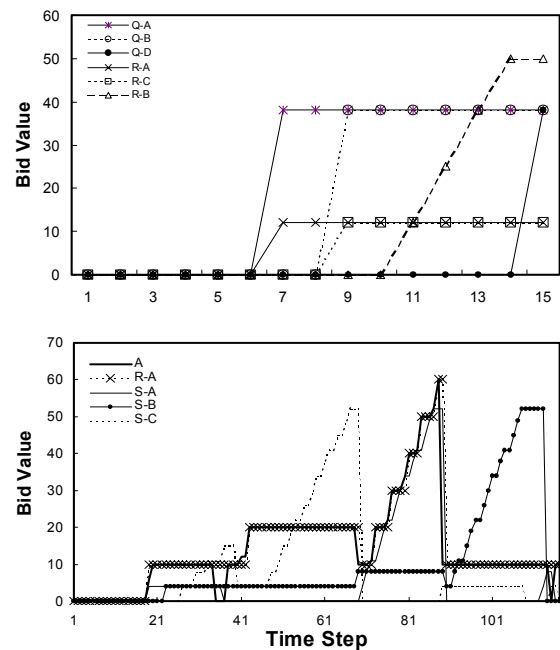 60
50
40
30
20
10
0
Bid Value
Q-A
Q-B
Q-D
R-A
R-C
R-B
1 3 5 7 9 11 13 15
70
60
50
40
30
20
10
0
Bid Value
A
R-A
S-A
S-B
S-C
1 21 41 61 81 101
Time Step